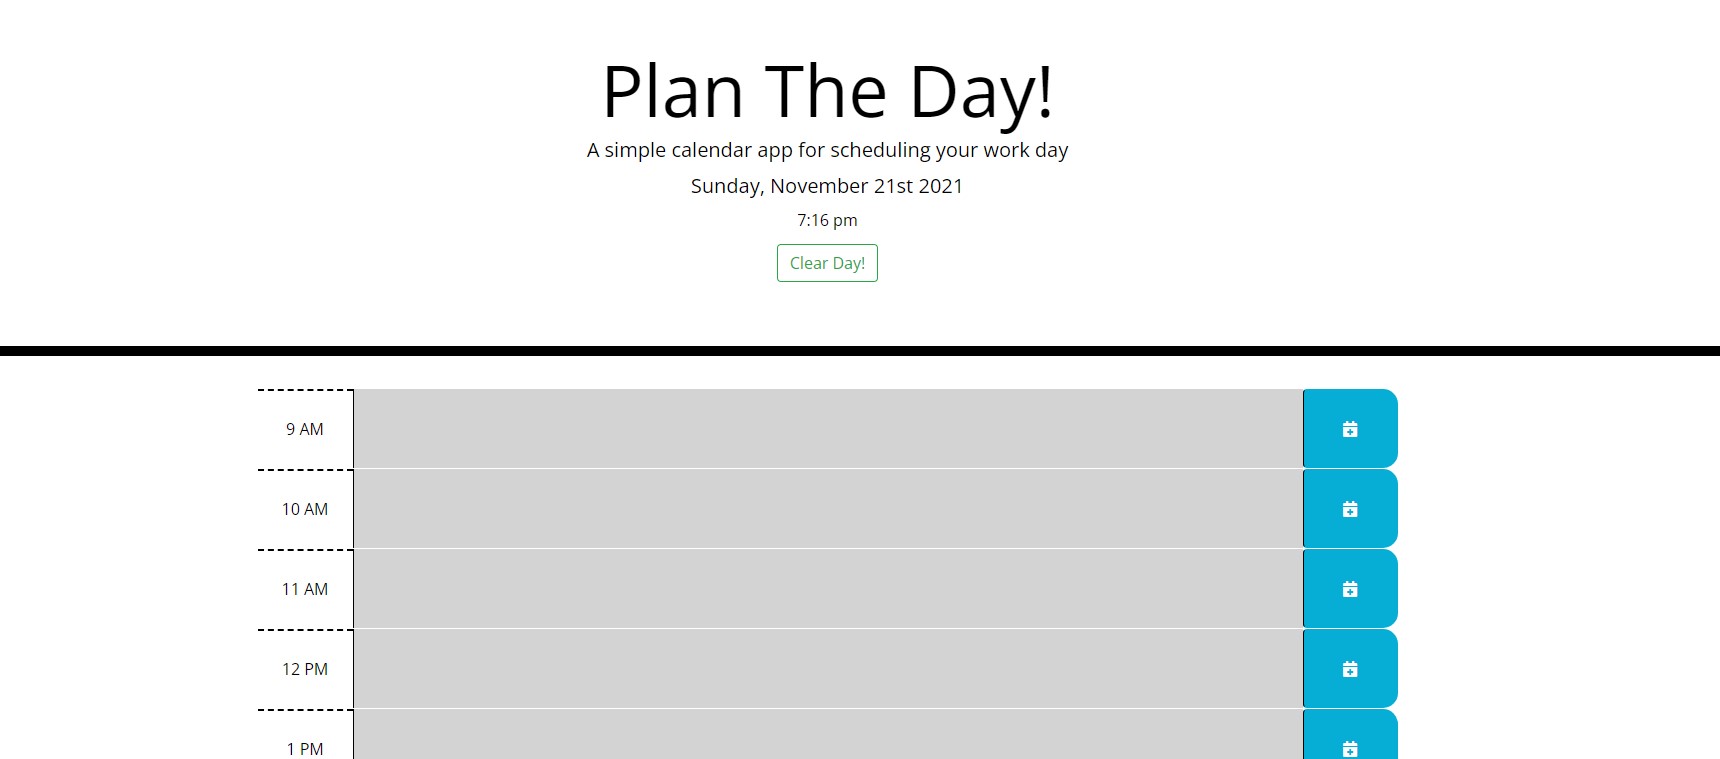 Plan The Day!
A simple calendar app for scheduling your work day
Sunday, November 21st 2021
7:16 pm
Clear Day!
9 AM
10 AM
11 AM
12 PM
1 PM